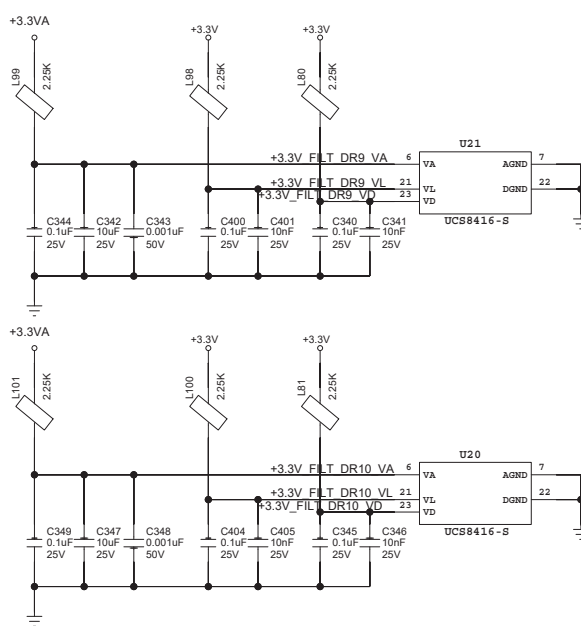 +3.3VA
+3.3V
+3.3V
L99
2.25K
L98
2.25K
L80
2.25K
U21
+3.3V_FILT_DR9_VA
6
VA
AGND
7
+3.3V_FILT_DR9_VL
21
VL
DGND
22
+3.3V_FILT_DR9_VD
23
VD
UCS8416-S
C344
0.1uF
25V
C342
10uF
25V
C343
0.001uF
50V
C400
0.1uF
25V
C401
10nF
25V
C340
0.1uF
25V
C341
10nF
25V
+3.3VA
+3.3V
+3.3V
L101
2.25K
L100
2.25K
L81
2.25K
U20
+3.3V_FILT_DR10_VA
6
VA
AGND
7
+3.3V_FILT_DR10_VL
21
VL
DGND
22
+3.3V_FILT_DR10_VD
23
VD
UCS8416-S
C349
0.1uF
25V
C347
10uF
25V
C348
0.001uF
50V
C404
0.1uF
25V
C405
10nF
25V
C345
0.1uF
25V
C346
10nF
25V